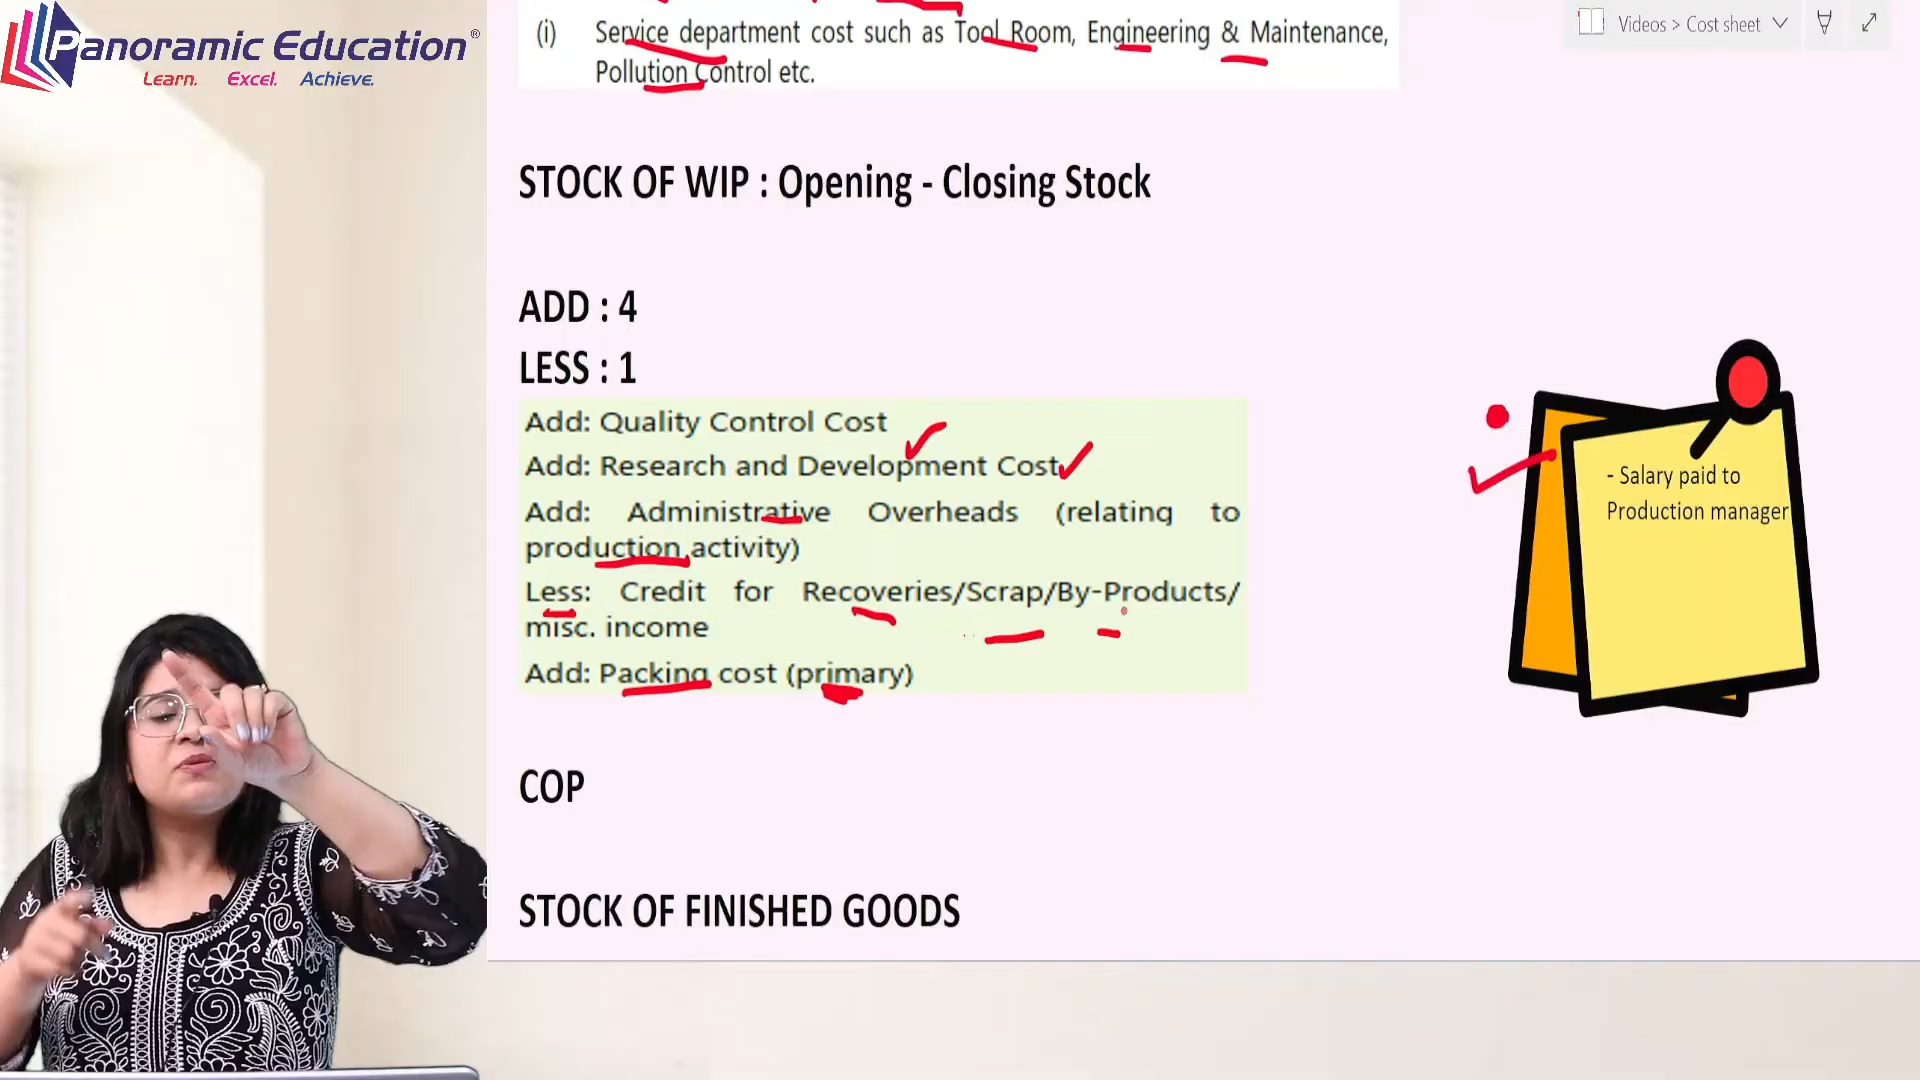 Panoramic Education®
Learn. Excel. Achieve.
(i) Service department cost such as Tool Room, Engineering & Maintenance,
Pollution Control etc.
Videos > Cost sheet
STOCK OF WIP : Opening - Closing Stock
ADD : 4
LESS : 1
Add: Quality Control Cost
Add: Research and Development Cost
Add: Administrative Overheads (relating to
production activity)
Less: Credit for Recoveries/Scrap/By-Products/
misc. income
Add: Packing cost (primary)
- Salary paid to
Production manager
COP
STOCK OF FINISHED GOODS